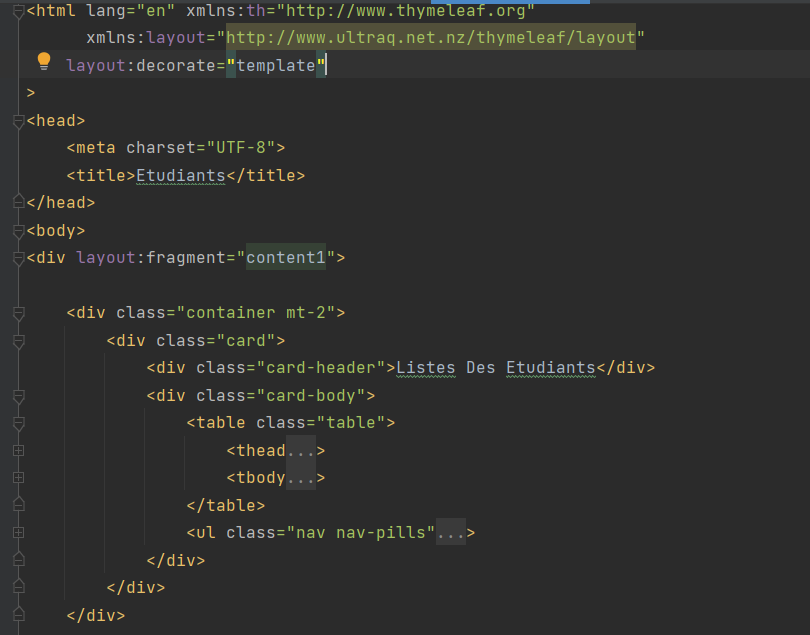 <html lang="en" xmlns:th="http://www.thymeleaf.org"
xmlns:layout="http://www.ultraq.net.nz/thymeleaf/layout"
layout:decorate="template"
>
<head>
<meta charset="UTF-8">
<title>Etudiants</title>
</head>
<body>
<div layout:fragment="content1">
<div class="container mt-2">
<div class="card">
<div class="card-header">Listes Des Etudiants</div>
<div class="card-body">
<table class="table">
<thead...>
<tbody...>
</table>
<ul class="nav nav-pills"...>
</div>
</div>
</div>